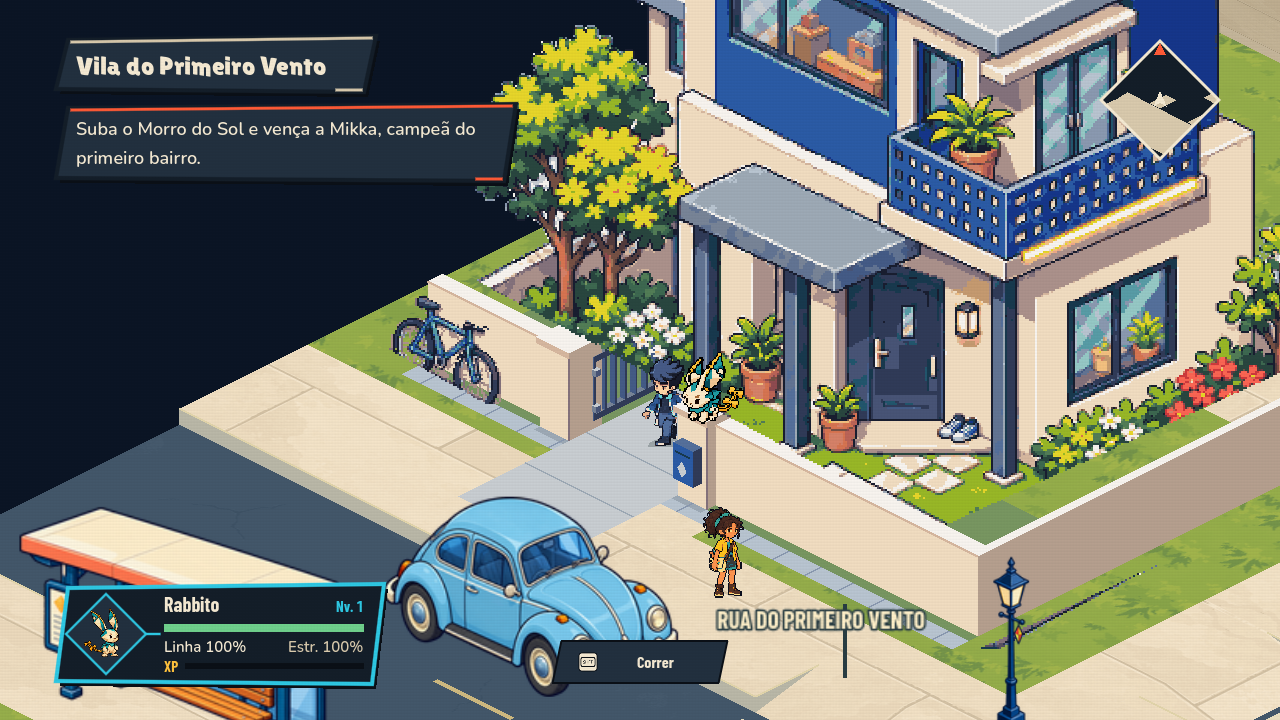 Vila do Primeiro Vento
Suba o Morro do Sol e vença a Mikka, campeã do
primeiro bairro.
Rabbito
Nv. 1
Linha 100%
Estr. 100%
XP
RUA DO PRIMEIRO VENTO
Correr